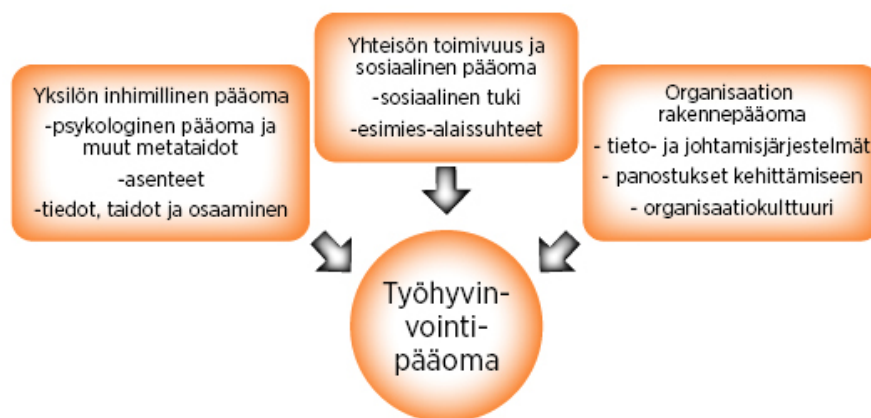 Yksilön inhimillinen pääoma
-psykologinen pääoma ja
muut metataidot
-asenteet
-tiedot, taidot ja osaaminen
Yhteisön toimivuus ja
sosiaalinen pääoma
-sosiaalinen tuki
-esimies-alaissuhteet
Organisaation
rakennepääoma
- tieto- ja johtamisjärjestelmät
- panostukset kehittämiseen
- organisaatiokulttuuri
Työhyvin-
vointi-
pääoma